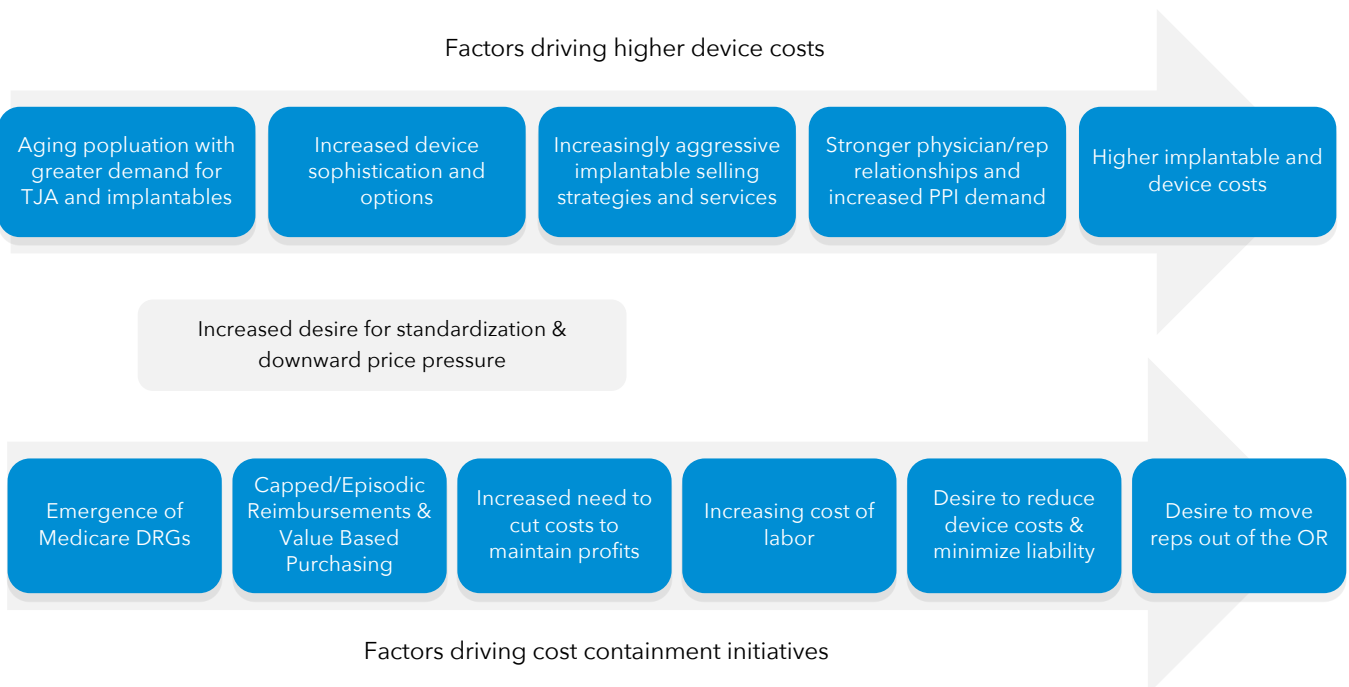 Factors driving higher device costs
Aging popluation with
greater demand for
TJA and implantables
Increased device
sophistication and
options
Increasingly aggressive
implantable selling
strategies and services
Stronger physician/rep
relationships and
increased PPI demand
Higher implantable and
device costs
Increased desire for standardization &
downward price pressure
Emergence of
Medicare DRGs
Capped/Episodic
Reimbursements &
Value Based
Purchasing
Increased need to
cut costs to
maintain profits
Increasing cost of
labor
Desire to reduce
device costs &
minimize liability
Desire to move
reps out of the OR
Factors driving cost containment initiatives